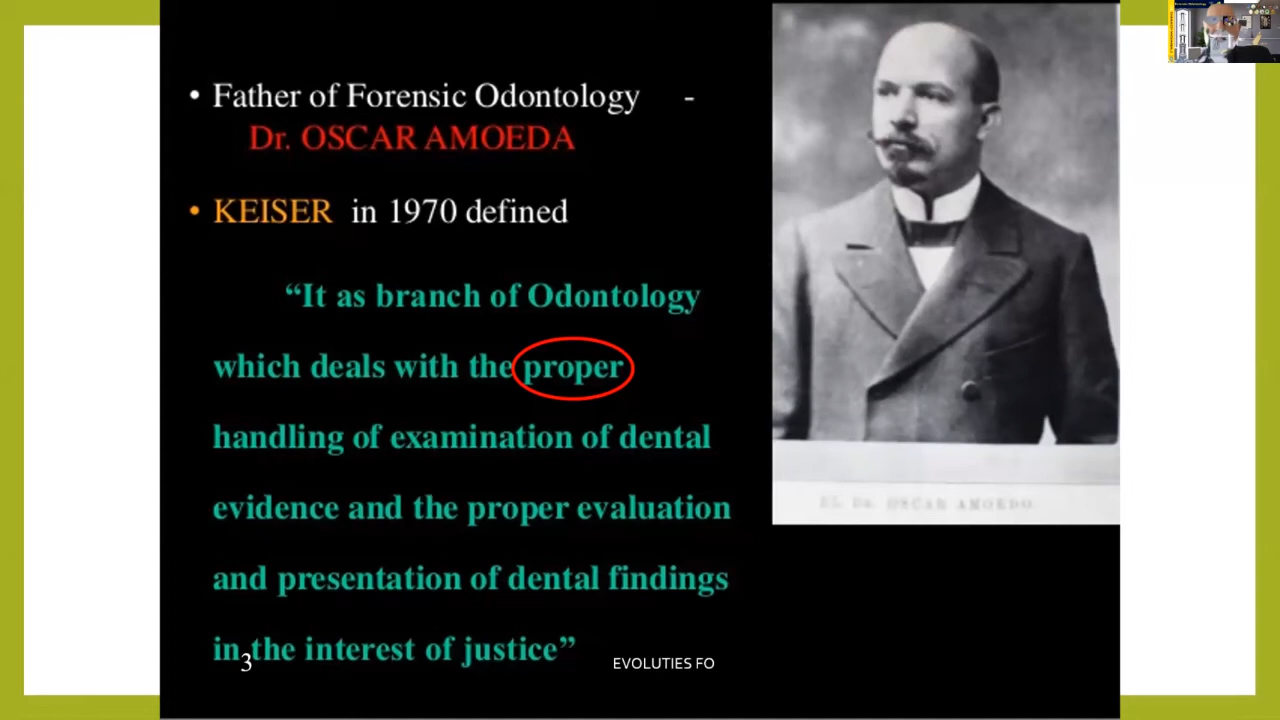 • Father of Forensic Odontology -
Dr. OSCAR AMOEDA
• KEISER in 1970 defined
“It as branch of Odontology
which deals with the proper
handling of examination of dental
evidence and the proper evaluation
and presentation of dental findings
in the interest of justice”
3
EVOLUTIES FO
EL DR. OSCAR AMOEDO